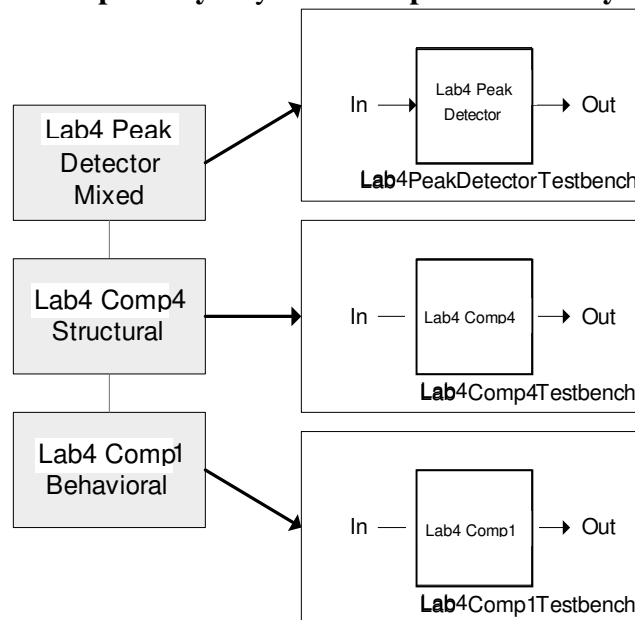 Lab4 Peak
Detector
Mixed
In
Lab4 Peak
Detector
Out
Lab4PeakDetectorTestbench
Lab4 Comp4
Structural
In
Lab4 Comp4
Out
Lab4Comp4Testbench
Lab4 Comp1
Behavioral
In
Lab4 Comp1
Out
Lab4Comp1Testbench